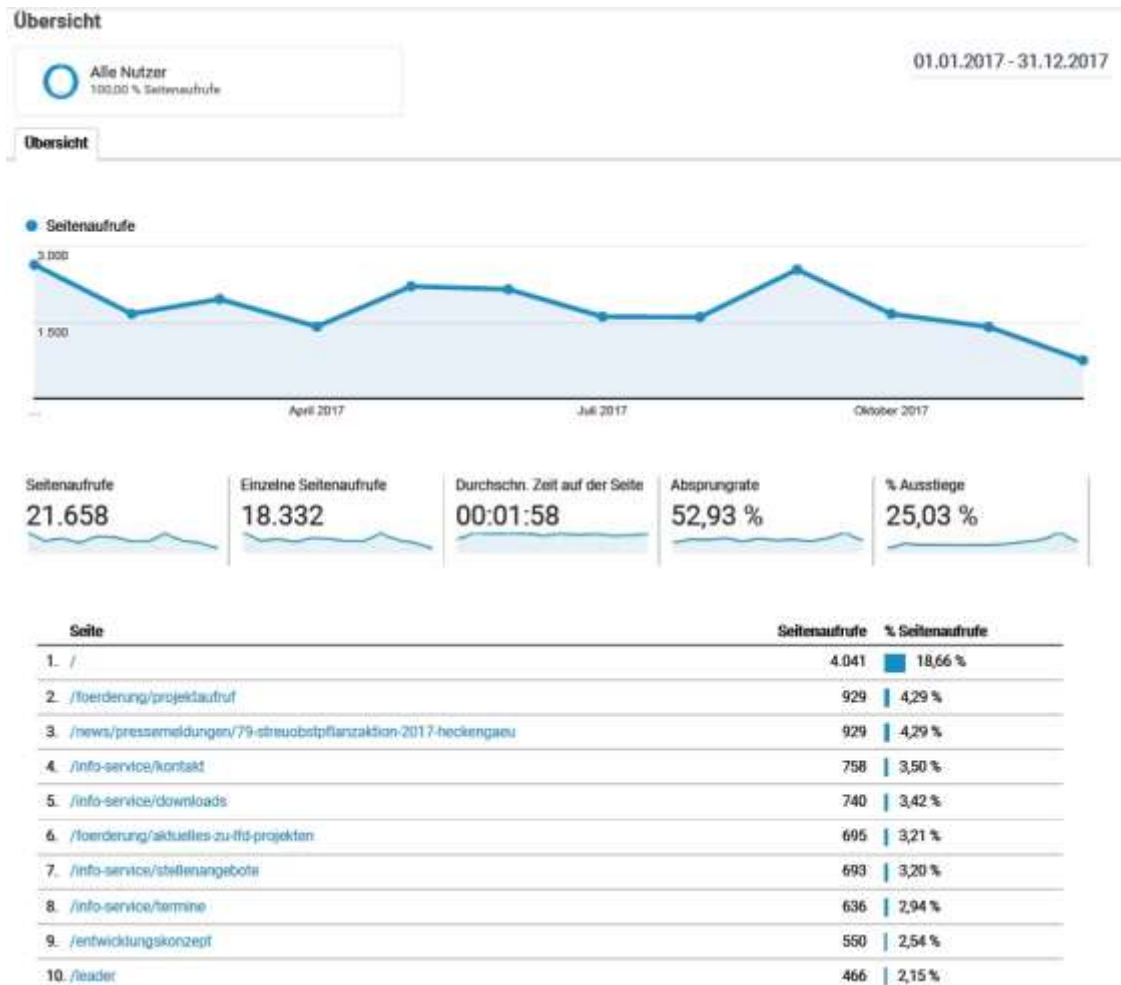 Übersicht
Alle Nutzer
100,00 % Seitenaufrufe
01.01.2017 - 31.12.2017
Übersicht
Seitenaufrufe
3.000
1.500
... April 2017 Juli 2017 Oktober 2017
Seitenaufrufe Einzelne Seitenaufrufe Durchschn. Zeit auf der Seite Absprungrate % Ausstiege
21.658 18.332 00:01:58 52,93 % 25,03 %
Seite Seitenaufrufe % Seitenaufrufe
1. / 4.041 18,66 %
2. /foerderung/projektaufruf 929 4,29 %
3. /news/pressemeldungen/79-streuobstpflanzaktion-2017-heckengaeu 929 4,29 %
4. /info-service/kontakt 758 3,50 %
5. /info-service/downloads 740 3,42 %
6. /foerderung/aktuelles-zu-lfd-projekten 695 3,21 %
7. /info-service/stellenangebote 693 3,20 %
8. /info-service/termine 636 2,94 %
9. /entwicklungskonzept 550 2,54 %
10. /leader 466 2,15 %